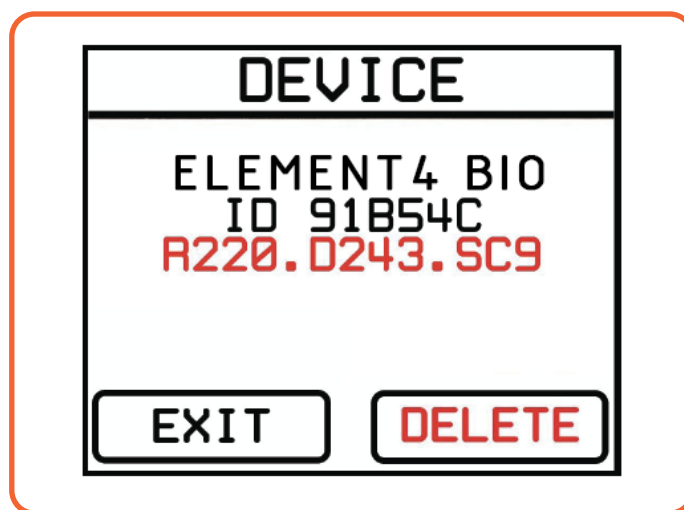 DEVICE
ELEMENT4 BIO
ID 91B54C
R220.D243.SC9
EXIT
DELETE